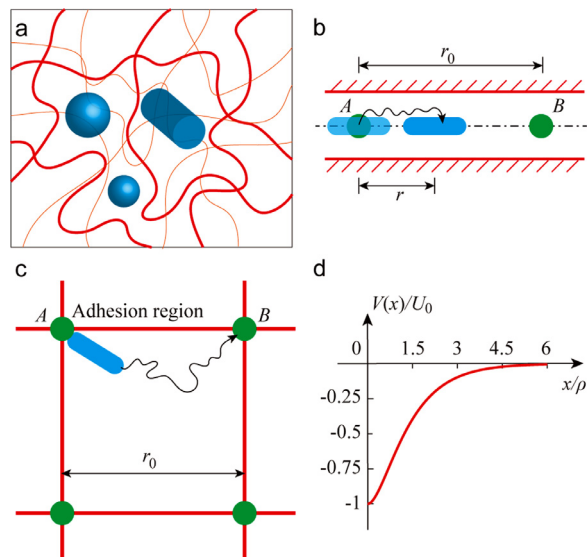 a
b
r0
A
B
r
c
A
Adhesion region
B
r0
d
V(x)/U0
0
1.5
3
4.5
6
x/ρ
-0.25
-0.5
-0.75
-1